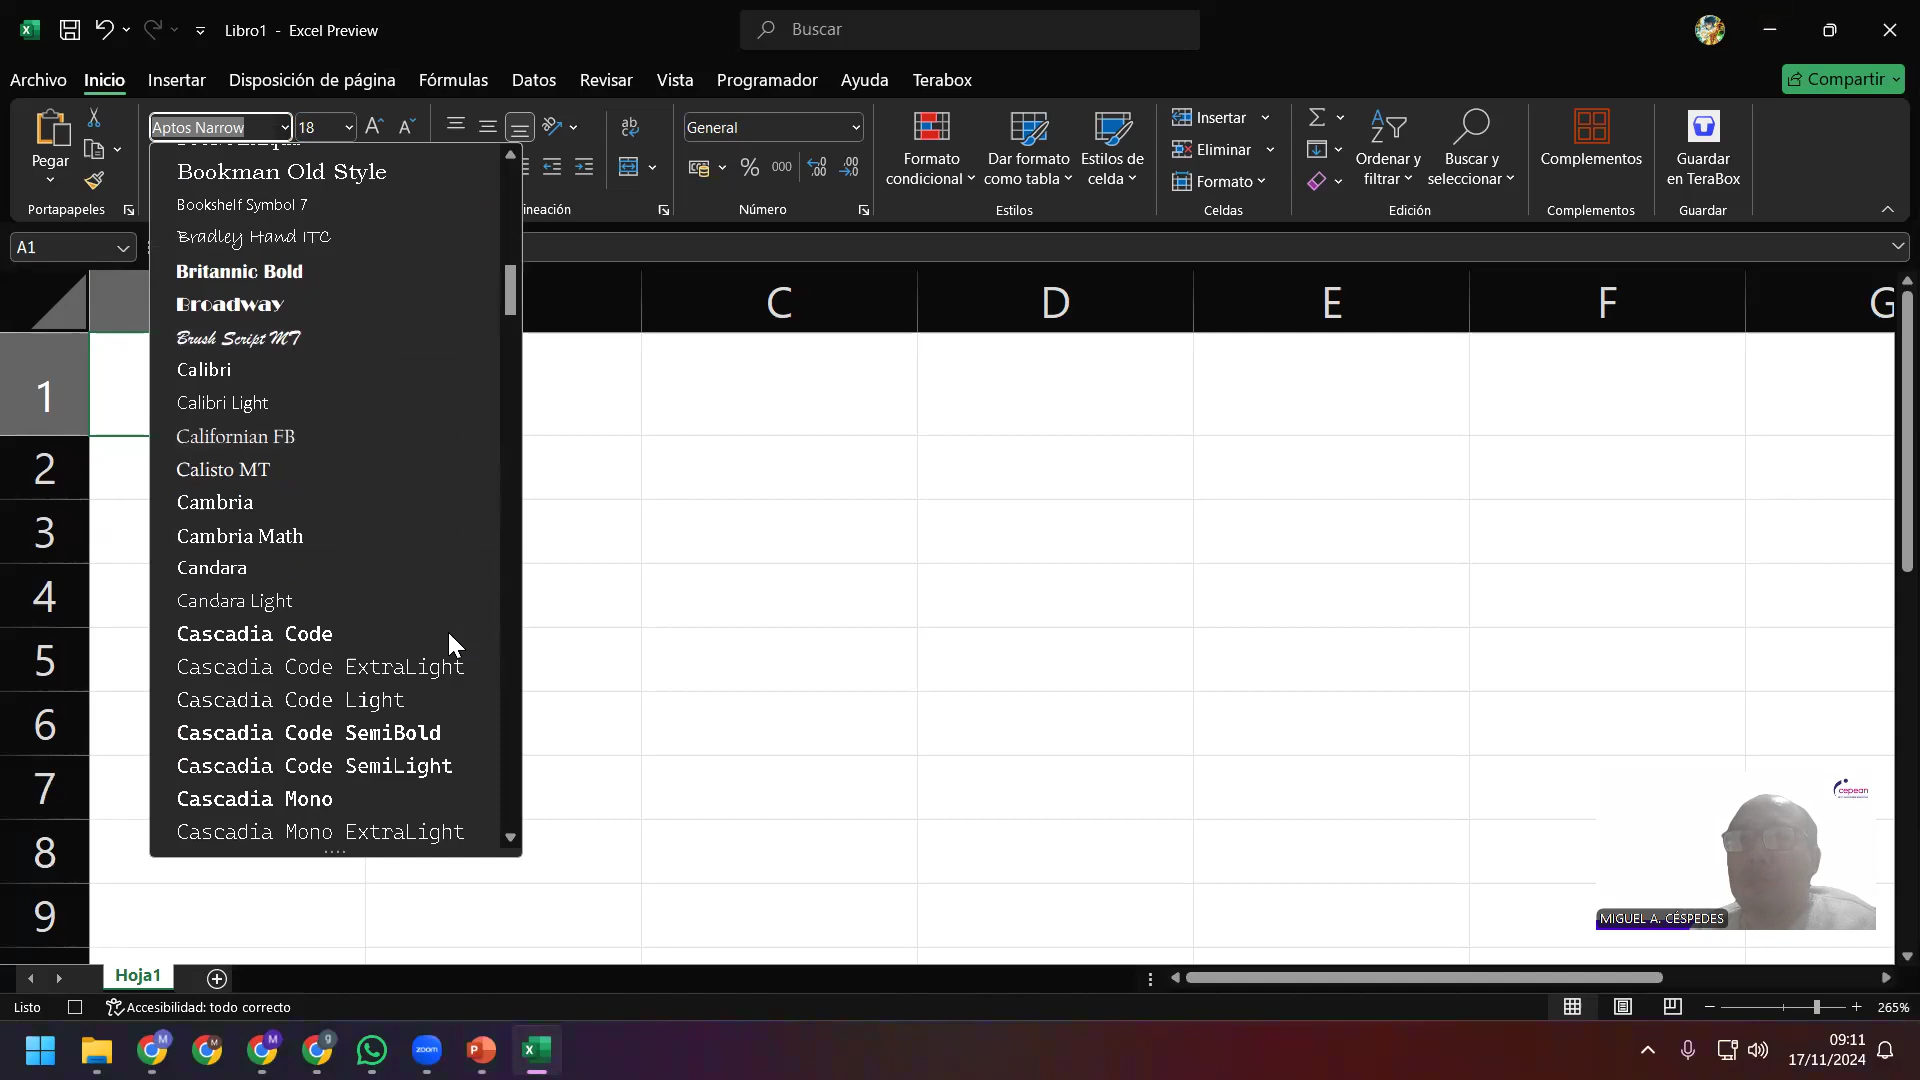 Libro1 - Excel Preview
Buscar
Archivo
Inicio
Insertar
Disposición de página
Fórmulas
Datos
Revisar
Vista
Programador
Ayuda
Terabox
Compartir
Pegar
Portapapeles
Aptos Narrow
18
ab
General
%
000
Número
Formato
condicional
Dar formato
como tabla
Estilos de
celda
Estilos
Insertar
Eliminar
Formato
Celdas
Ordenar y
filtrar
Buscar y
seleccionar
Edición
Complementos
Complementos
Guardar
en TeraBox
Guardar
A1
Bookman Old Style
Bookshelf Symbol 7
Bradley Hand ITC
Britannic Bold
Broadway
Brush Script MT
Calibri
Calibri Light
Californian FB
Calisto MT
Cambria
Cambria Math
Candara
Candara Light
Cascadia Code
Cascadia Code ExtraLight
Cascadia Code Light
Cascadia Code SemiBold
Cascadia Code SemiLight
Cascadia Mono
Cascadia Mono ExtraLight
C D E F G
1
2
3
4
5
6
7
8
9
cepean
MIGUEL A. CÉSPEDES
Hoja1
Listo
Accesibilidad: todo correcto
265%
zoom
09:11
17/11/2024